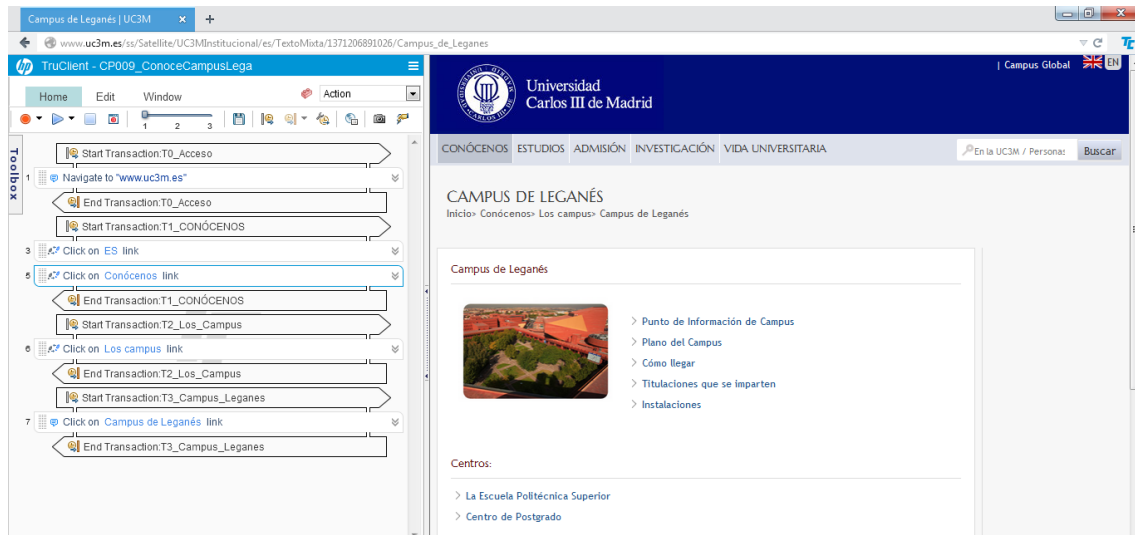 Campus de Leganés | UC3M × +
www.uc3m.es/ss/Satellite/UC3MInstitucional/es/TextoMixta/1371206891026/Campus_de_Leganes
hp TruClient - CP009_ConoceCampusLega
Home Edit Window Action
1 2 3
Toolbox
Start Transaction:T0_Acceso
1 Navigate to "www.uc3m.es"
End Transaction:T0_Acceso
Start Transaction:T1_CONÓCENOS
3 Click on ES link
5 Click on Conócenos link
End Transaction:T1_CONÓCENOS
Start Transaction:T2_Los_Campus
6 Click on Los campus link
End Transaction:T2_Los_Campus
Start Transaction:T3_Campus_Leganes
7 Click on Campus de Leganés link
End Transaction:T3_Campus_Leganes
| Campus Global EN
Universidad
Carlos III de Madrid
CONÓCENOS ESTUDIOS ADMISIÓN INVESTIGACIÓN VIDA UNIVERSITARIA
En la UC3M / Personas Buscar
CAMPUS DE LEGANÉS
Inicio> Conócenos> Los campus> Campus de Leganés
Campus de Leganés
> Punto de Información de Campus
> Plano del Campus
> Cómo llegar
> Titulaciones que se imparten
> Instalaciones
Centros:
> La Escuela Politécnica Superior
> Centro de Postgrado